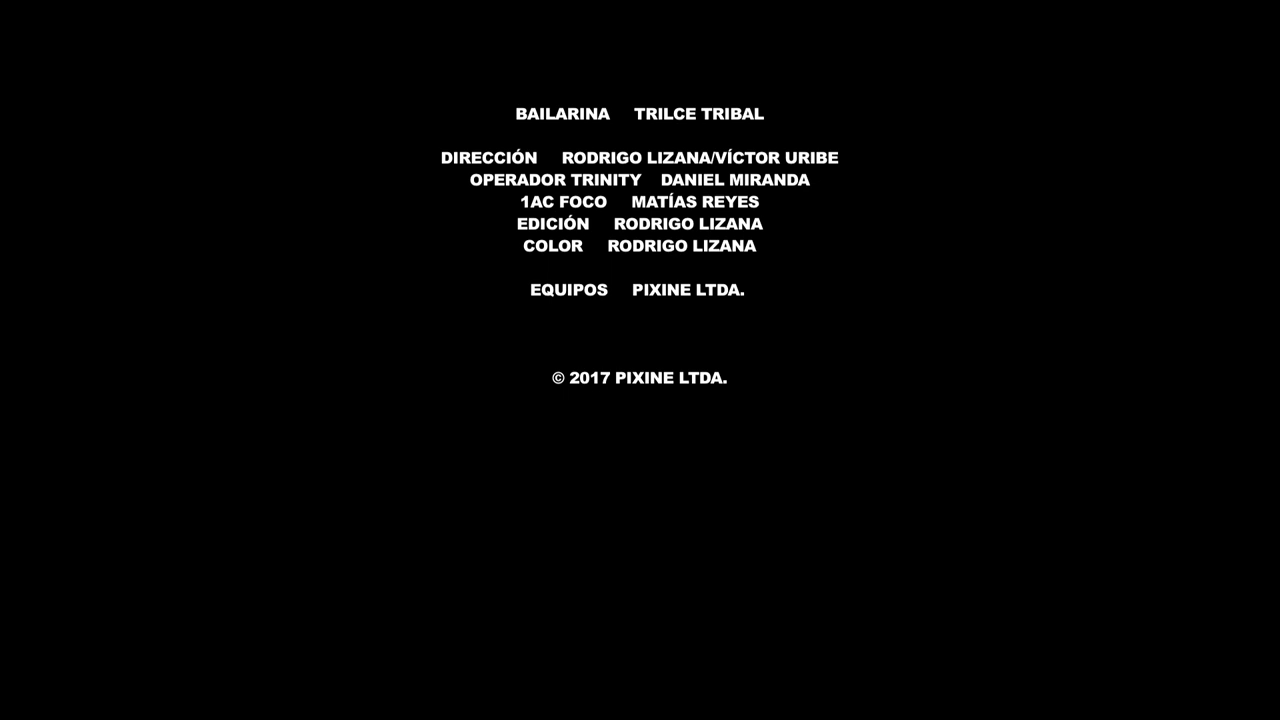 BAILARINA TRILCE TRIBAL
DIRECCIÓN RODRIGO LIZANA/VÍCTOR URIBE
OPERADOR TRINITY DANIEL MIRANDA
1AC FOCO MATÍAS REYES
EDICIÓN RODRIGO LIZANA
COLOR RODRIGO LIZANA
EQUIPOS PIXINE LTDA.
© 2017 PIXINE LTDA.